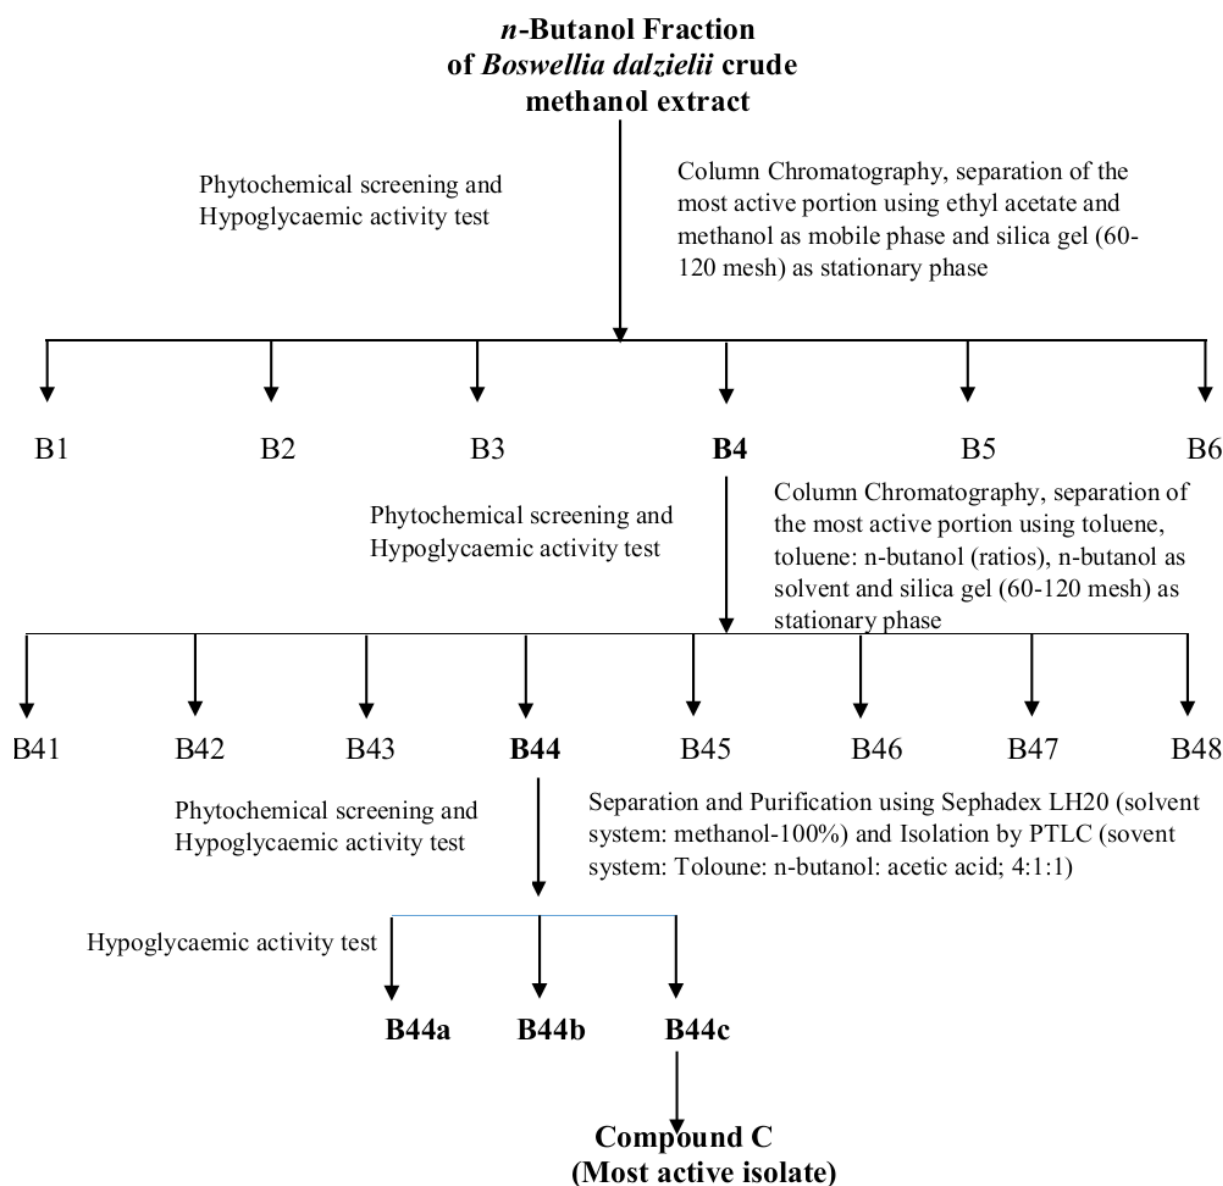 n-Butanol Fraction
of Boswellia dalzielii crude
methanol extract
Phytochemical screening and
Hypoglycaemic activity test
Column Chromatography, separation of the
most active portion using ethyl acetate and
methanol as mobile phase and silica gel (60-
120 mesh) as stationary phase
B1 B2 B3 B4 B5 B6
Phytochemical screening and
Hypoglycaemic activity test
Column Chromatography, separation of
the most active portion using toluene,
toluene: n-butanol (ratios), n-butanol as
solvent and silica gel (60-120 mesh) as
stationary phase
B41 B42 B43 B44 B45 B46 B47 B48
Phytochemical screening and
Hypoglycaemic activity test
Separation and Purification using Sephadex LH20 (solvent
system: methanol-100%) and Isolation by PTLC (sovent
system: Toloune: n-butanol: acetic acid; 4:1:1)
Hypoglycaemic activity test
B44a B44b B44c
Compound C
(Most active isolate)